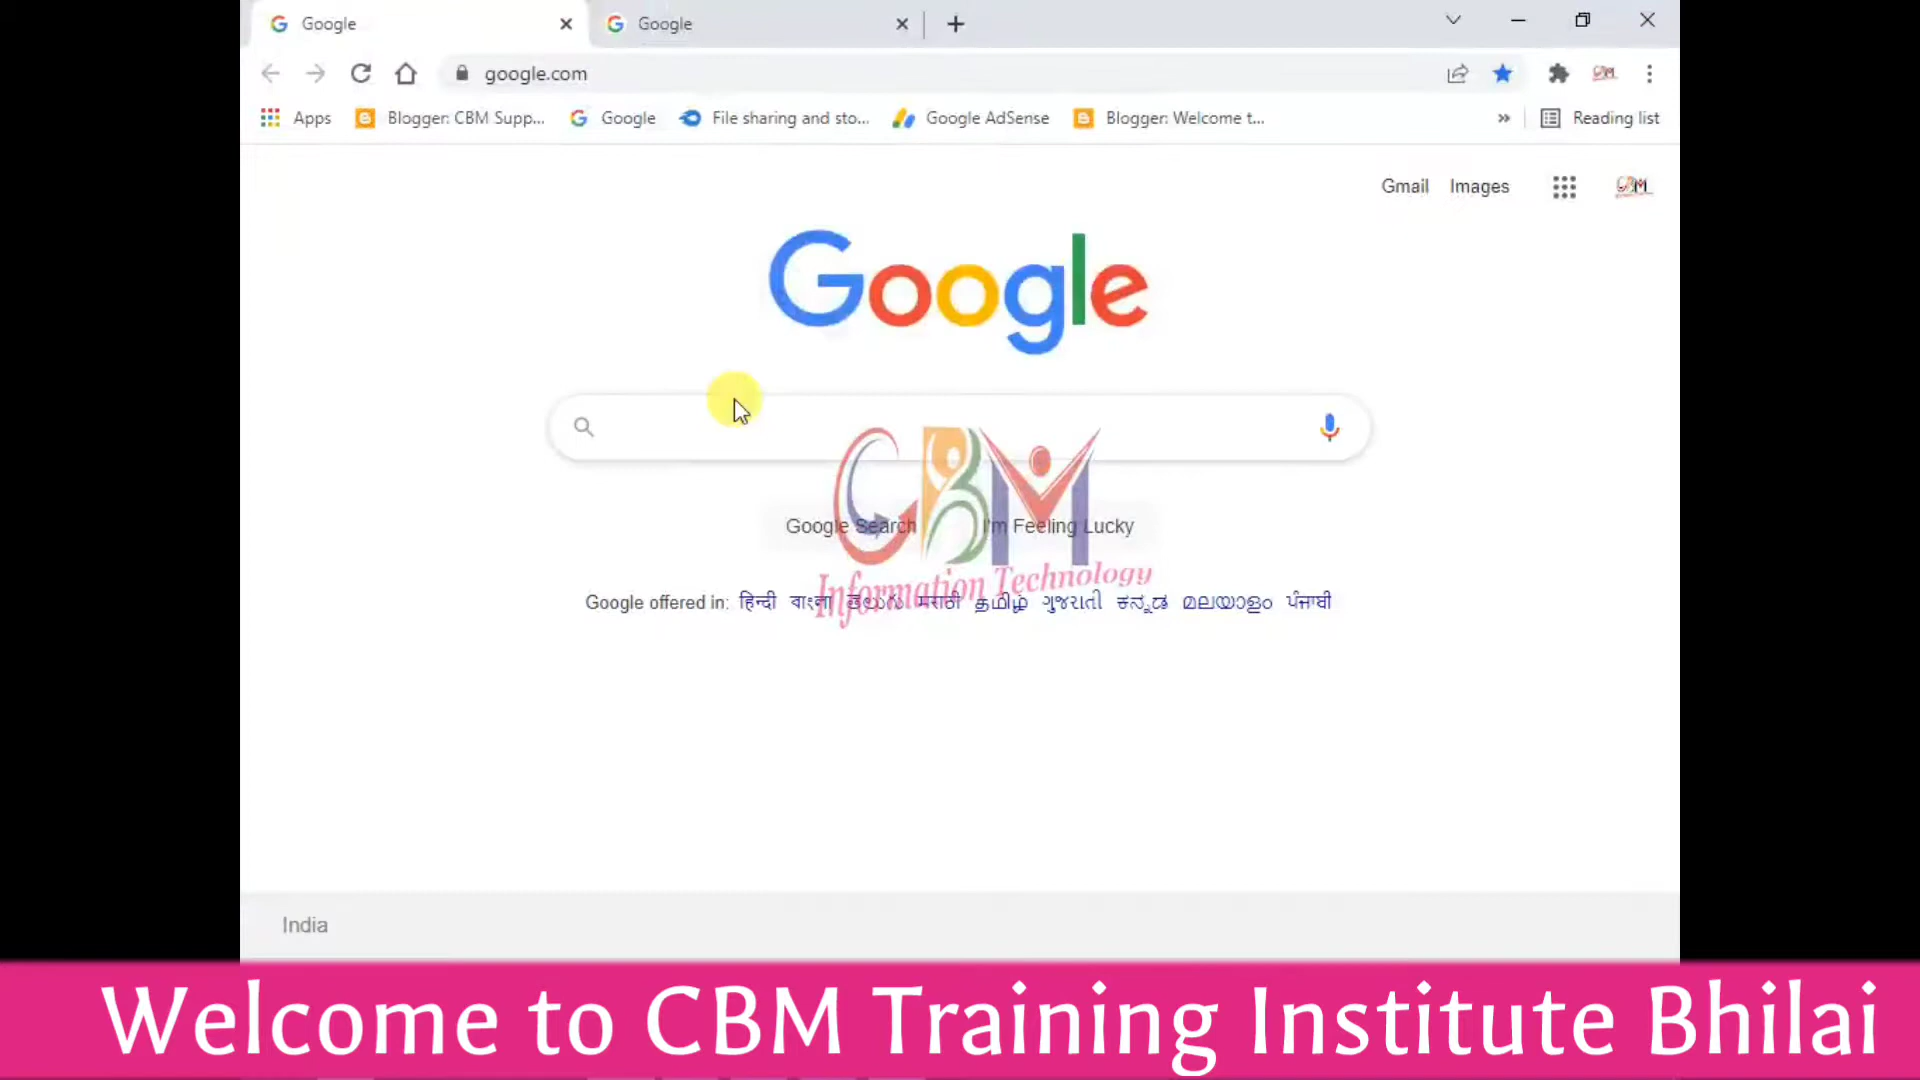 Google Google
google.com
Apps Blogger: CBM Supp... Google File sharing and sto... Google AdSense Blogger: Welcome t... » Reading list
Gmail Images CBM
Google
CBM
Google Search I'm Feeling Lucky
Information Technology
Google offered in: हिन्दी বাংলা తెలుగు मराठी தமிழ் ગુજરાતી ಕನ್ನಡ മലയാളം ਪੰਜਾਬੀ
India
Welcome to CBM Training Institute Bhilai